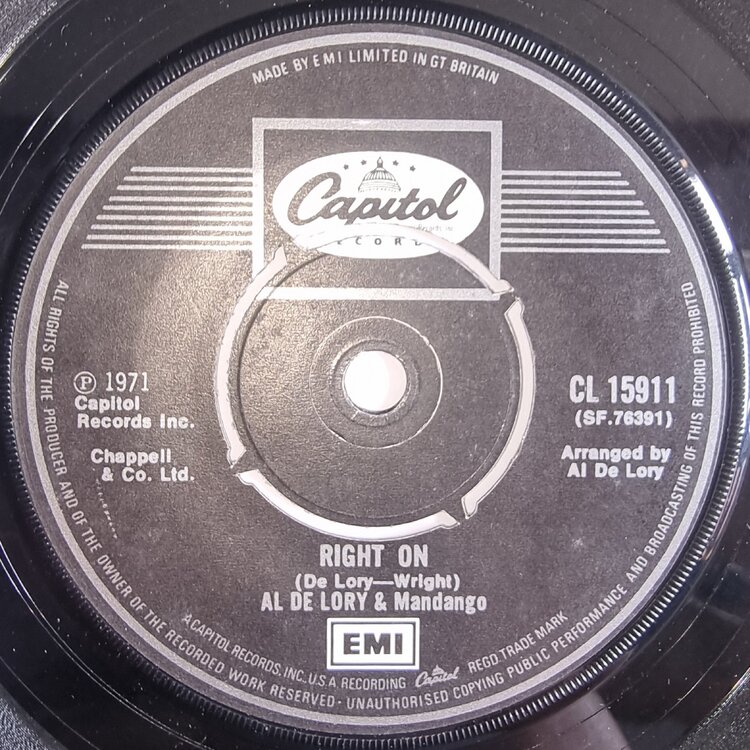 MADE BY EMI LIMITED IN GT BRITAIN
Capitol
RECORDS
℗ 1971
Capitol
Records Inc.
Chappell
& Co. Ltd.
CL 15911
(SF.76391)
Arranged by
Al De Lory
RIGHT ON
(De Lory—Wright)
AL DE LORY & Mandango
EMI
A CAPITOL RECORDS, INC. U.S.A RECORDING Capitol REGD. TRADE MARK
ALL RIGHTS OF THE PRODUCER AND OF THE OWNER OF THE RECORDED WORK RESERVED - UNAUTHORISED COPYING PUBLIC PERFORMANCE AND BROADCASTING OF THIS RECORD PROHIBITED